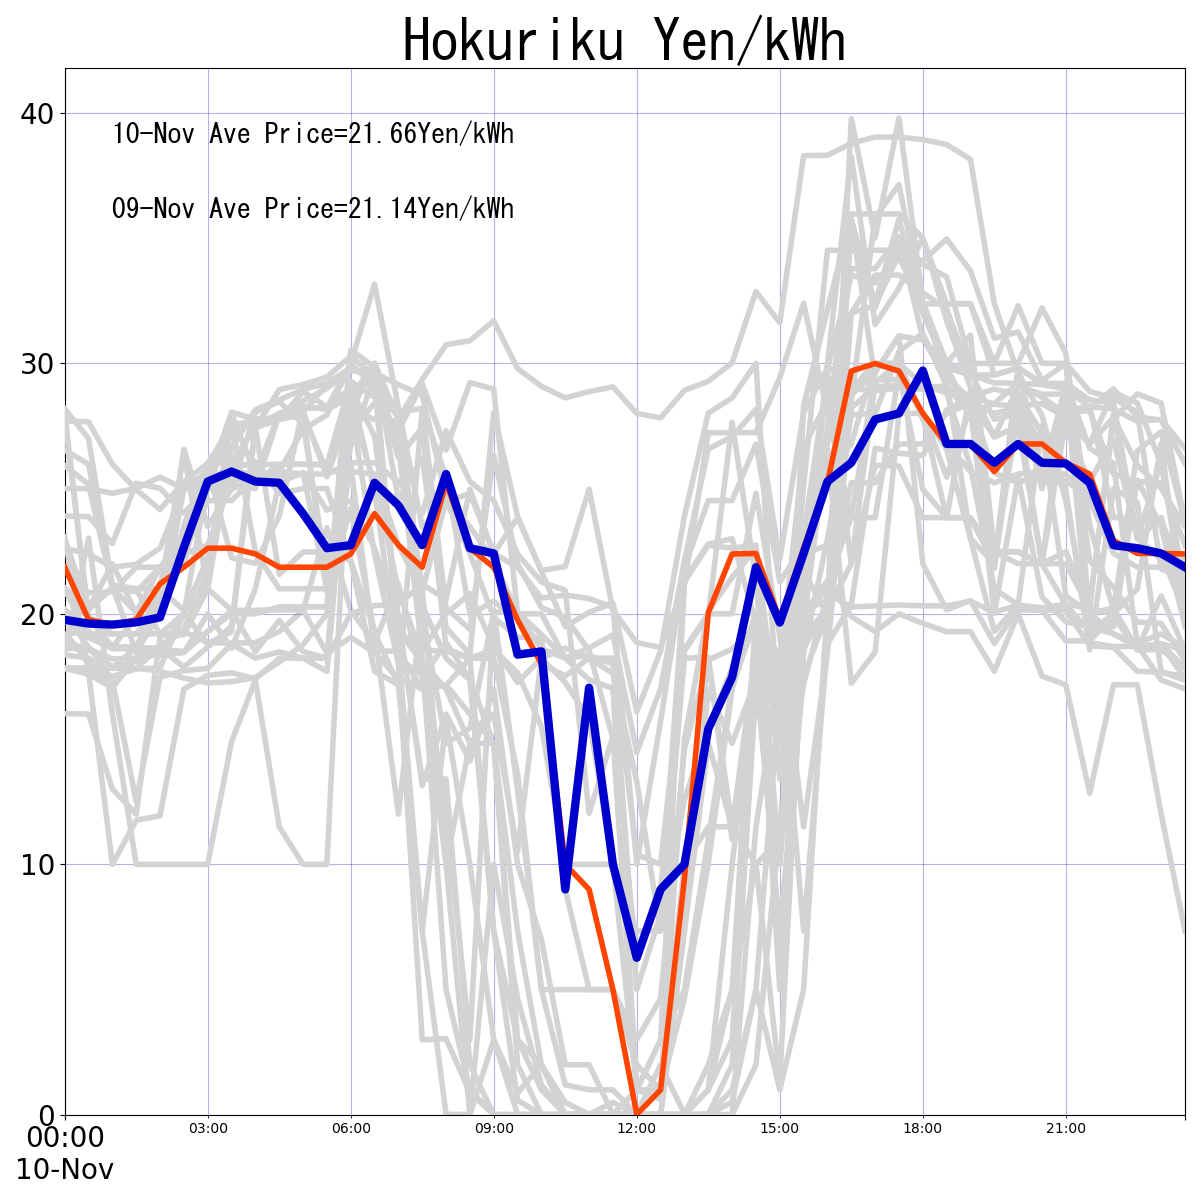 Hokuriku Yen/kWh
40
10-Nov Ave Price=21.66Yen/kWh
09-Nov Ave Price=21.14Yen/kWh
30
20
10
0
00:00 03:00 06:00 09:00 12:00 15:00 18:00 21:00
10-Nov